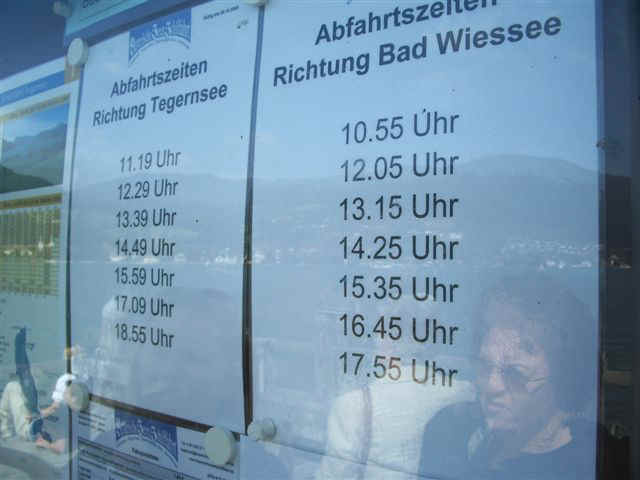 Abfahrtszeiten
Richtung Tegernsee
11.19 Uhr
12.29 Uhr
13.39 Uhr
14.49 Uhr
15.59 Uhr
17.09 Uhr
18.55 Uhr
Abfahrtszeiten
Richtung Bad Wiessee
10.55 Uhr
12.05 Uhr
13.15 Uhr
14.25 Uhr
15.35 Uhr
16.45 Uhr
17.55 Uhr